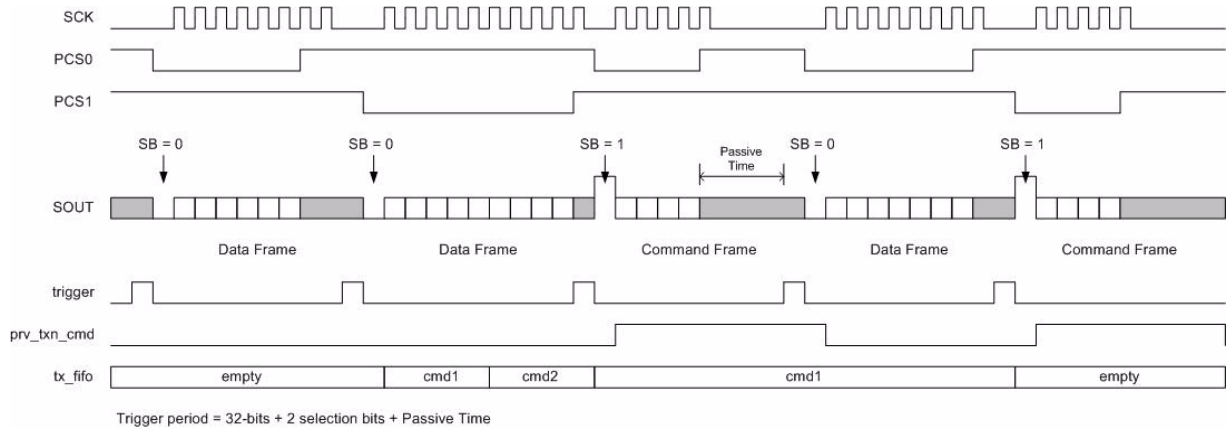 SCK
PCS0
PCS1
SB = 0
SB = 0
SB = 1
Passive
Time
SB = 0
SB = 1
SOUT
Data Frame
Data Frame
Command Frame
Data Frame
Command Frame
trigger
prv_txn_cmd
tx_fifo
empty
cmd1
cmd2
cmd1
empty
Trigger period = 32-bits + 2 selection bits + Passive Time